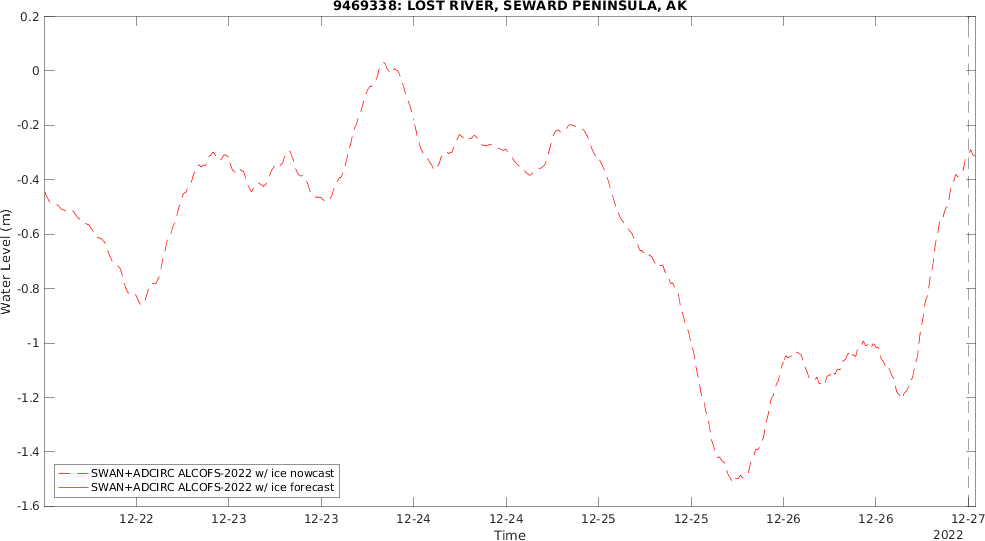 9469338: LOST RIVER, SEWARD PENINSULA, AK
0.2
0
-0.2
-0.4
-0.6
-0.8
-1
-1.2
-1.4
-1.6
Water Level (m)
SWAN+ADCIRC ALCOFS-2022 w/ ice nowcast
SWAN+ADCIRC ALCOFS-2022 w/ ice forecast
12-22 12-23 12-23 12-24 12-24 12-25 12-25 12-26 12-26 12-27
Time
2022